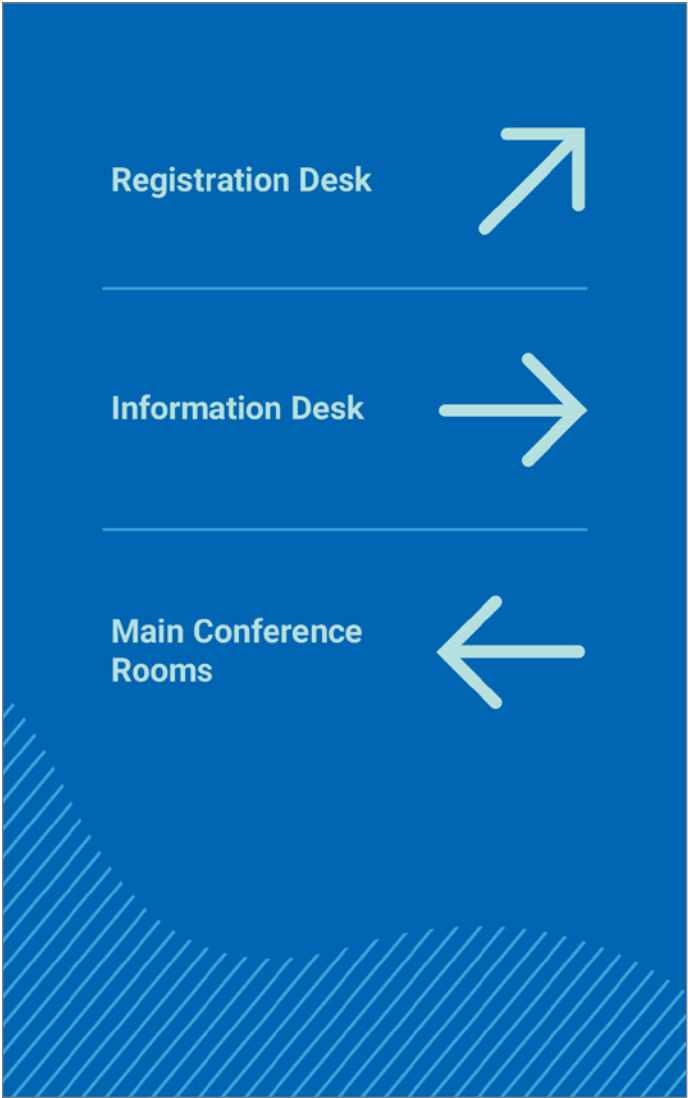 Registration Desk
Information Desk
Main Conference
Rooms